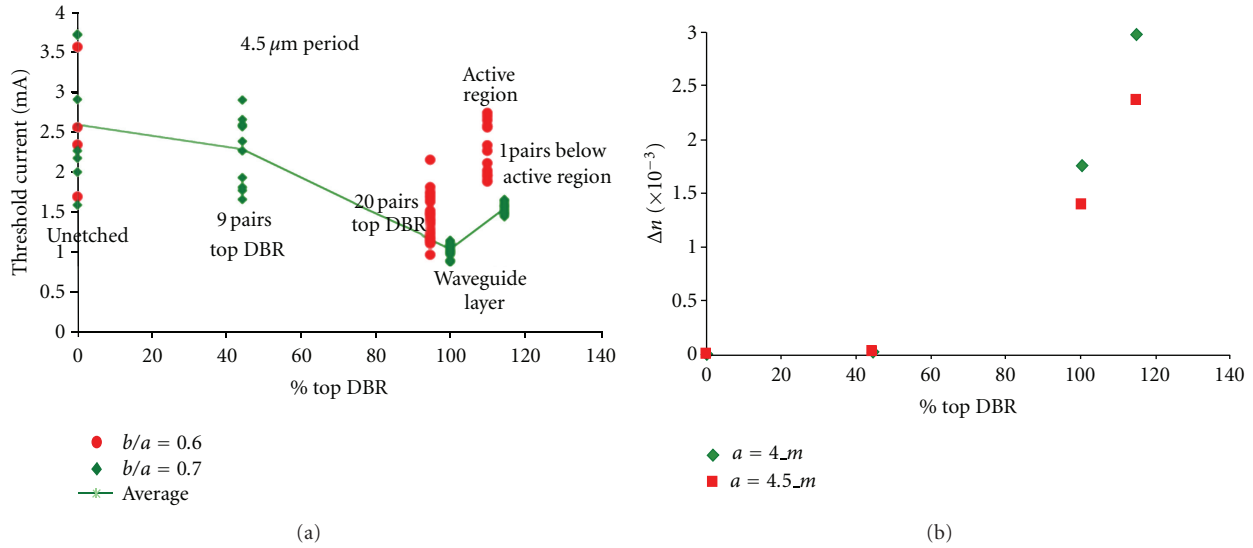 4
3.5
3
2.5
2
1.5
1
0.5
0
Threshold current (mA)
4.5 µm period
Unetched
9 pairs
top DBR
20 pairs
top DBR
Active
region
1pairs below
active region
Waveguide
layer
0 20 40 60 80 100 120 140
% top DBR
b/a = 0.6
b/a = 0.7
Average
(a)
3
2.5
2
1.5
1
0.5
0
Δn (×10⁻³)
0 20 40 60 80 100 120 140
% top DBR
a = 4_m
a = 4.5_m
(b)